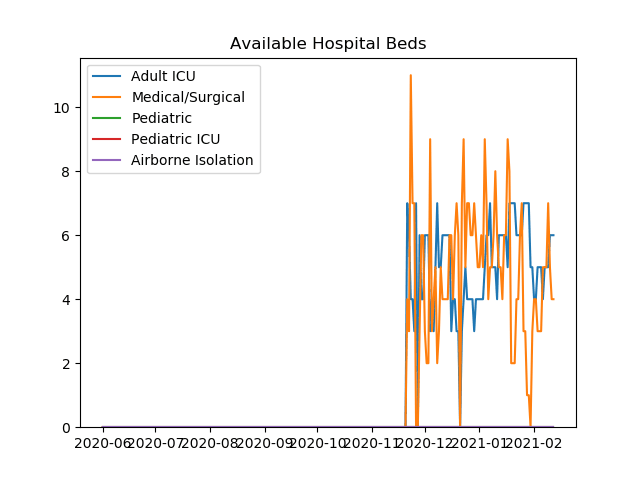 Available Hospital Beds
Adult ICU
Medical/Surgical
Pediatric
Pediatric ICU
Airborne Isolation
10
8
6
4
2
0
2020-06 2020-07 2020-08 2020-09 2020-10 2020-11 2020-12 2021-01 2021-02